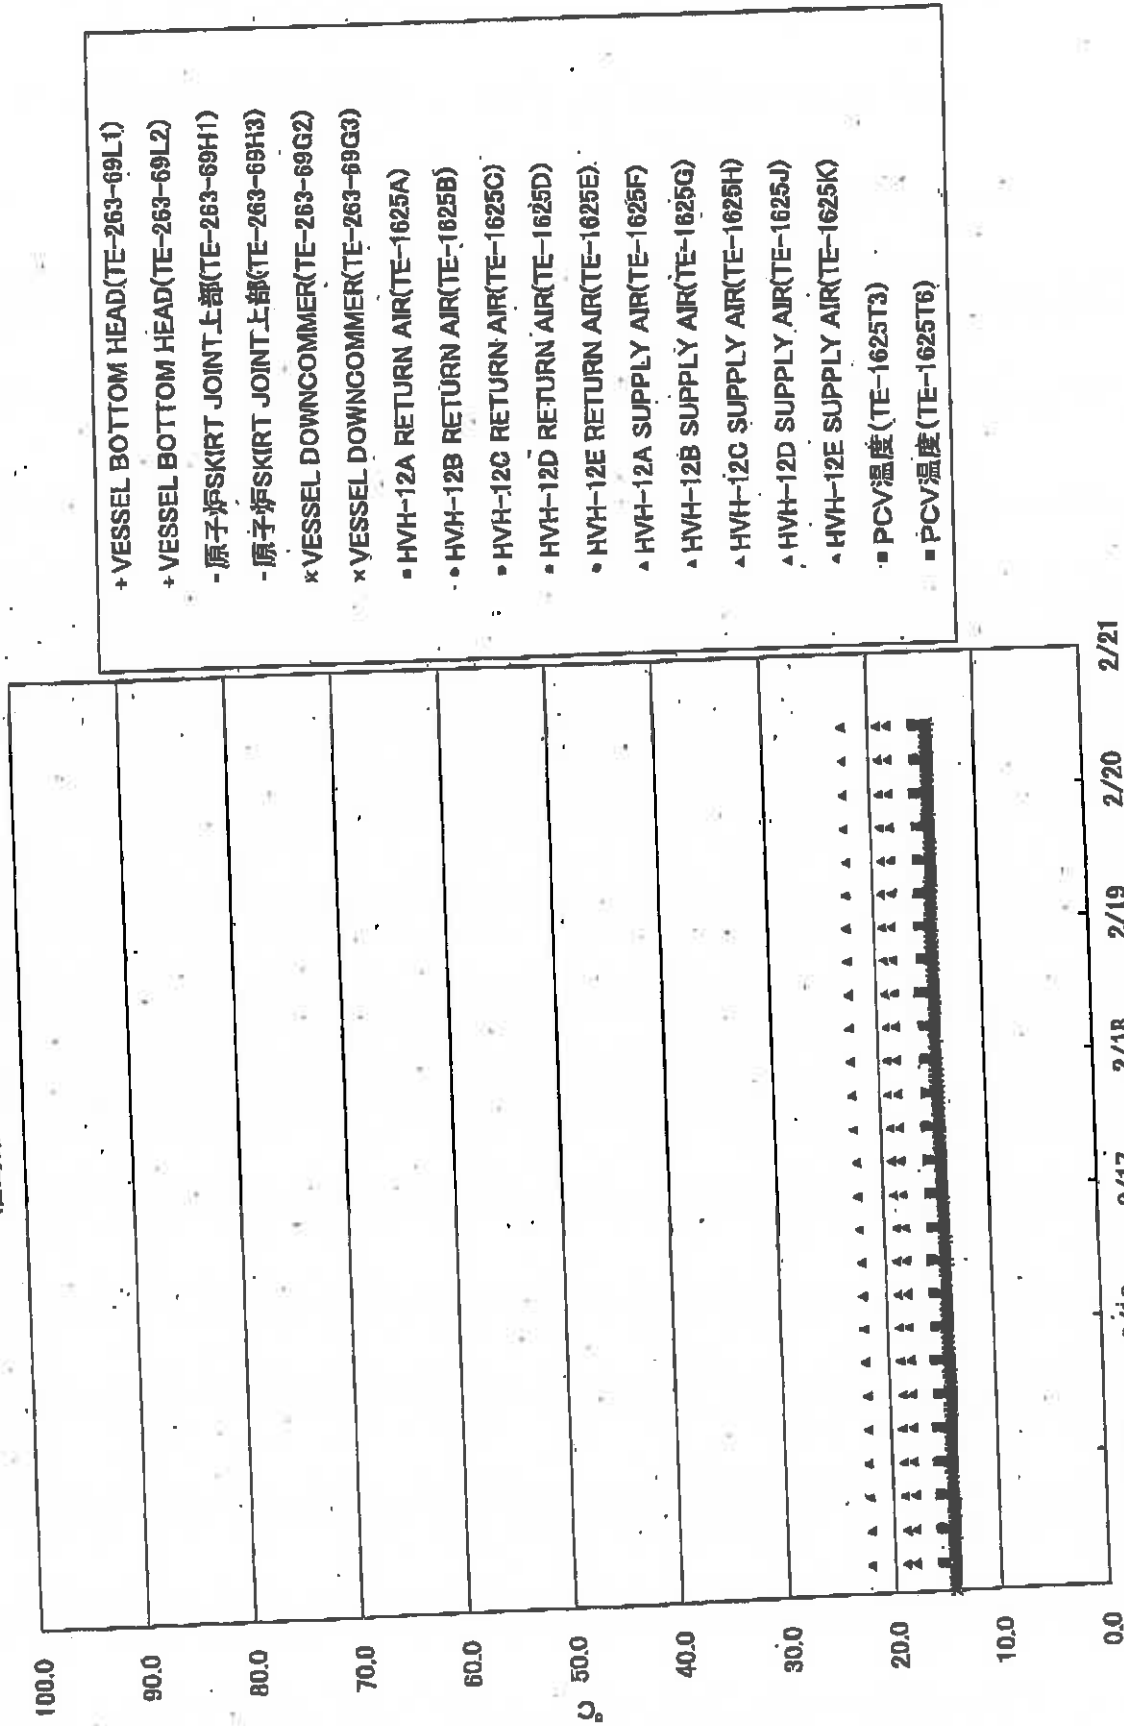 100.0
90.0
80.0
70.0
60.0
50.0
40.0
30.0
20.0
10.0
0.0
℃
2/17
2/18
2/19
2/20
2/21
+VESSEL BOTTOM HEAD(TE-263-69L1)
+VESSEL BOTTOM HEAD(TE-263-69L2)
-原子炉SKIRT JOINT上部(TE-263-69H1)
-原子炉SKIRT JOINT上部(TE-263-69H3)
×VESSEL DOWNCOMMER(TE-263-69G2)
×VESSEL DOWNCOMMER(TE-263-69G3)
●HVH-12A RETURN AIR(TE-1625A)
●HVH-12B RETURN AIR(TE-1625B)
●HVH-12C RETURN AIR(TE-1625C)
●HVH-12D RETURN AIR(TE-1625D)
●HVH-12E RETURN AIR(TE-1625E)
▲HVH-12A SUPPLY AIR(TE-1625F)
▲HVH-12B SUPPLY AIR(TE-1625G)
▲HVH-12C SUPPLY AIR(TE-1625H)
▲HVH-12D SUPPLY AIR(TE-1625J)
▲HVH-12E SUPPLY AIR(TE-1625K)
■PCV温度(TE-1625T3)
■PCV温度(TE-1625T6)